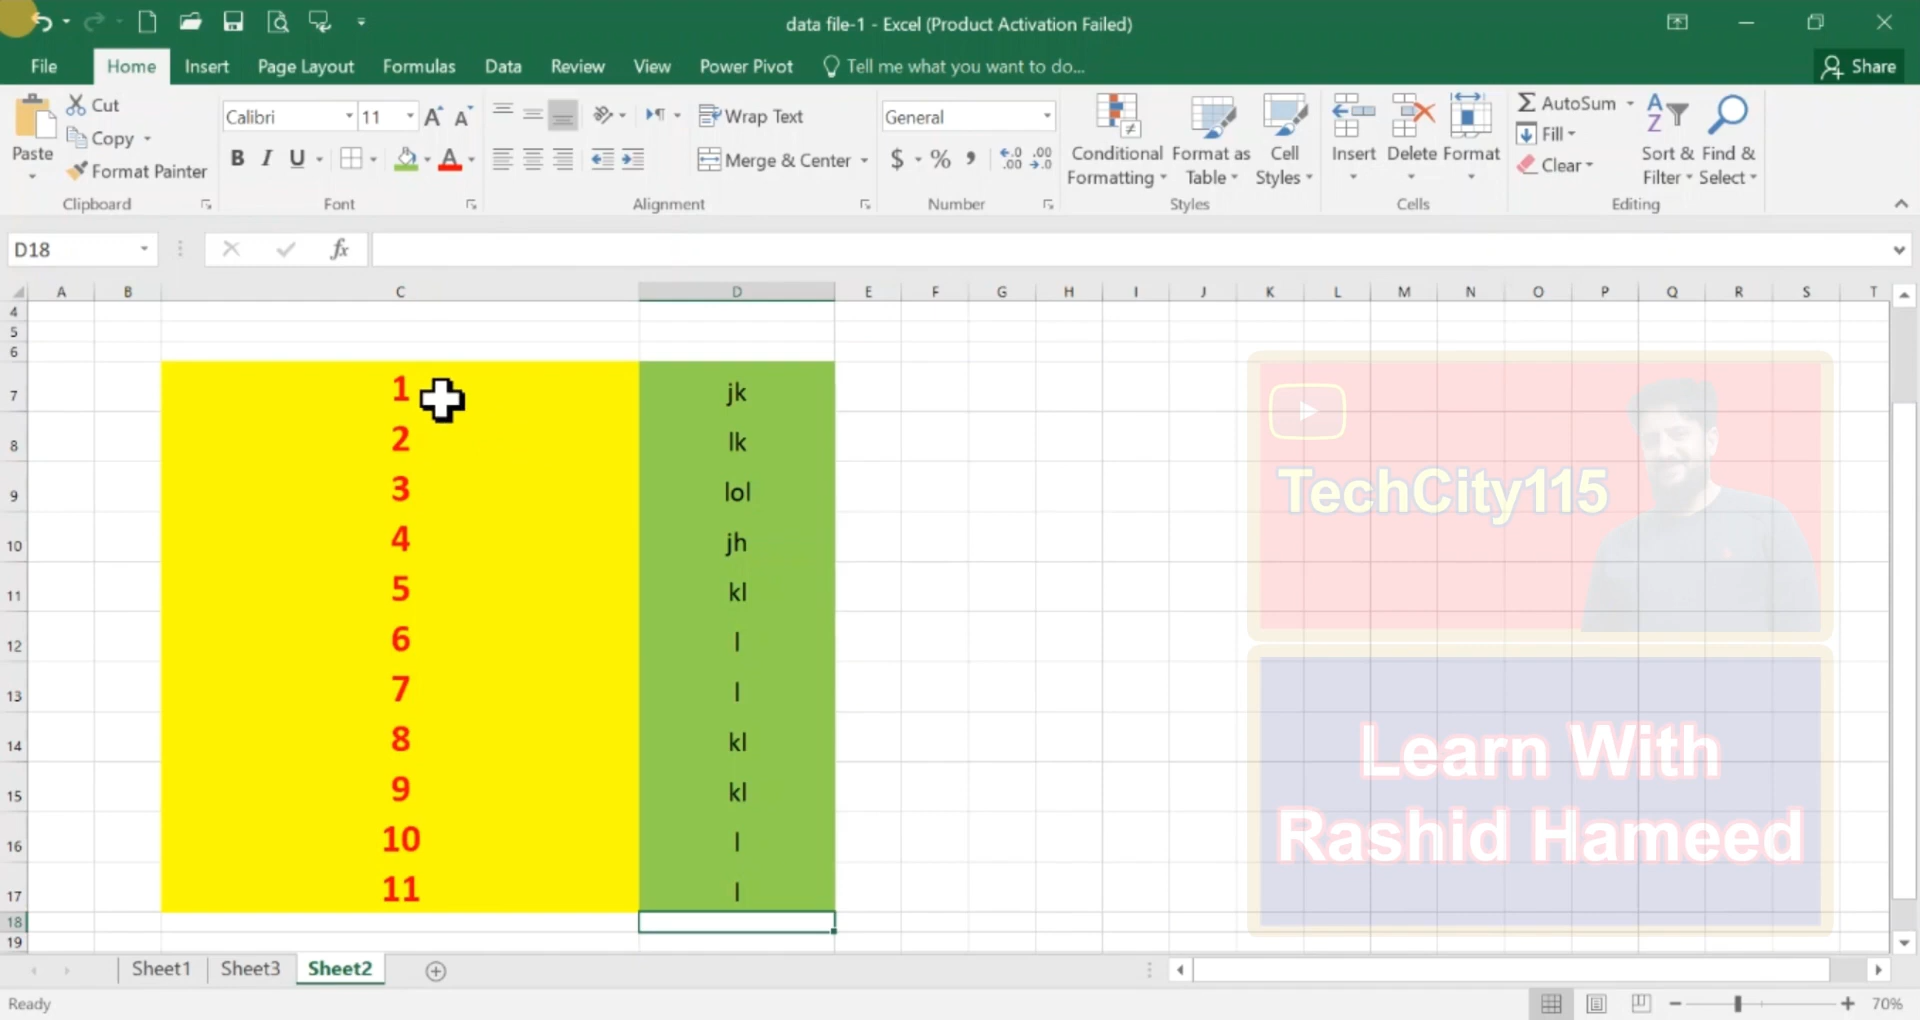 data file-1 - Excel (Product Activation Failed)
File Home Insert Page Layout Formulas Data Review View Power Pivot Tell me what you want to do... Share
Paste
Cut
Copy
Format Painter
Clipboard
Calibri 11
B I U
Font
Wrap Text
Merge & Center
Alignment
General
$ % ,
Number
Conditional Formatting
Format as Table
Cell Styles
Styles
Insert Delete Format
Cells
AutoSum
Fill
Clear
Sort & Filter
Find & Select
Editing
D18 fx
A B C D E F G H I J K L M N O P Q R S T
4
5
6
7 1 jk
8 2 lk
9 3 lol
10 4 jh
11 5 kl
12 6 l
13 7 l
14 8 kl
15 9 kl
16 10 l
17 11 l
18
19
TechCity115
Learn With
Rashid Hameed
Sheet1 Sheet3 Sheet2
Ready 70%